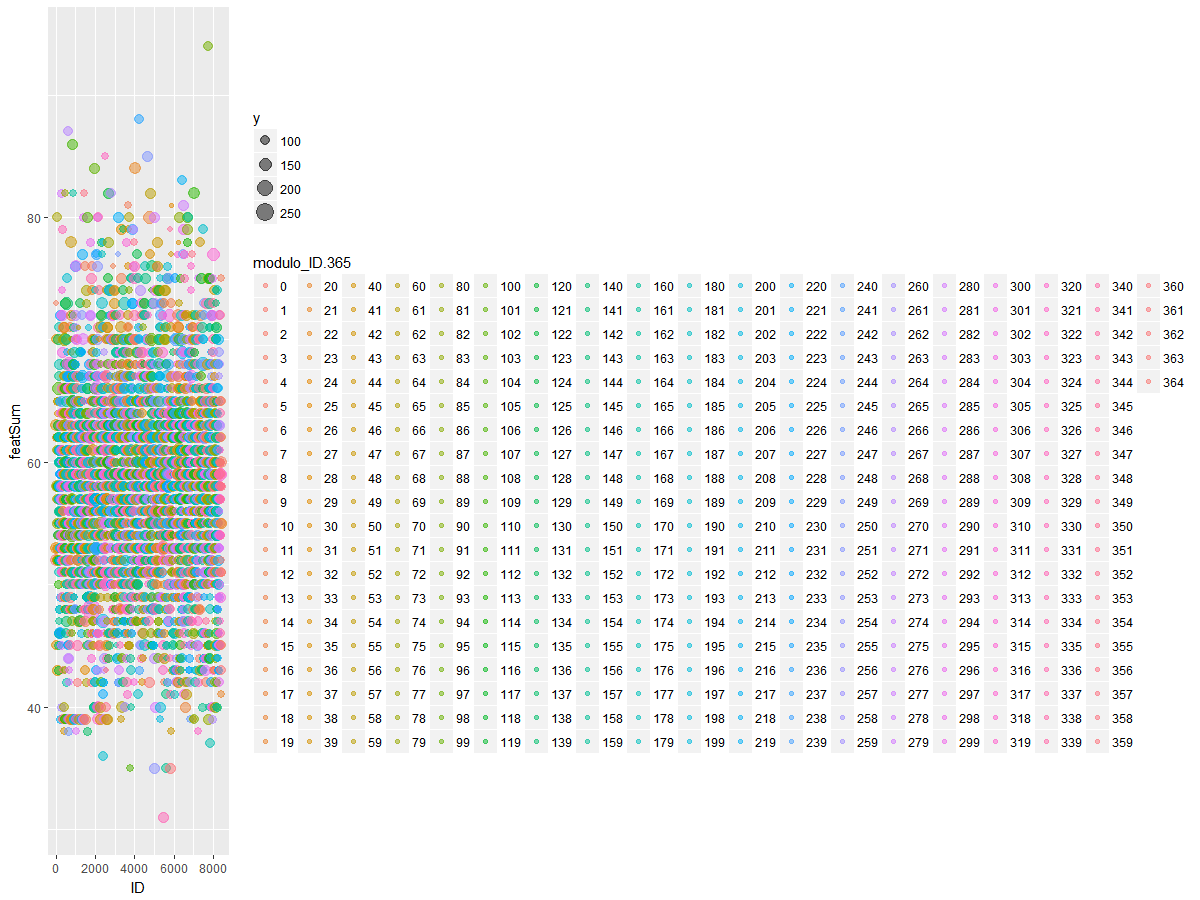 y
100
150
200
250
modulo_ID.365
0 20 40 60 80 100 120 140 160 180 200 220 240 260 280 300 320 340 360
1 21 41 61 81 101 121 141 161 181 201 221 241 261 281 301 321 341 361
2 22 42 62 82 102 122 142 162 182 202 222 242 262 282 302 322 342 362
3 23 43 63 83 103 123 143 163 183 203 223 243 263 283 303 323 343 363
4 24 44 64 84 104 124 144 164 184 204 224 244 264 284 304 324 344 364
5 25 45 65 85 105 125 145 165 185 205 225 245 265 285 305 325 345
6 26 46 66 86 106 126 146 166 186 206 226 246 266 286 306 326 346
7 27 47 67 87 107 127 147 167 187 207 227 247 267 287 307 327 347
8 28 48 68 88 108 128 148 168 188 208 228 248 268 288 308 328 348
9 29 49 69 89 109 129 149 169 189 209 229 249 269 289 309 329 349
10 30 50 70 90 110 130 150 170 190 210 230 250 270 290 310 330 350
11 31 51 71 91 111 131 151 171 191 211 231 251 271 291 311 331 351
12 32 52 72 92 112 132 152 172 192 212 232 252 272 292 312 332 352
13 33 53 73 93 113 133 153 173 193 213 233 253 273 293 313 333 353
14 34 54 74 94 114 134 154 174 194 214 234 254 274 294 314 334 354
15 35 55 75 95 115 135 155 175 195 215 235 255 275 295 315 335 355
16 36 56 76 96 116 136 156 176 196 216 236 256 276 296 316 336 356
17 37 57 77 97 117 137 157 177 197 217 237 257 277 297 317 337 357
18 38 58 78 98 118 138 158 178 198 218 238 258 278 298 318 338 358
19 39 59 79 99 119 139 159 179 199 219 239 259 279 299 319 339 359
80
60
40
featSum
0 2000 4000 6000 8000
ID